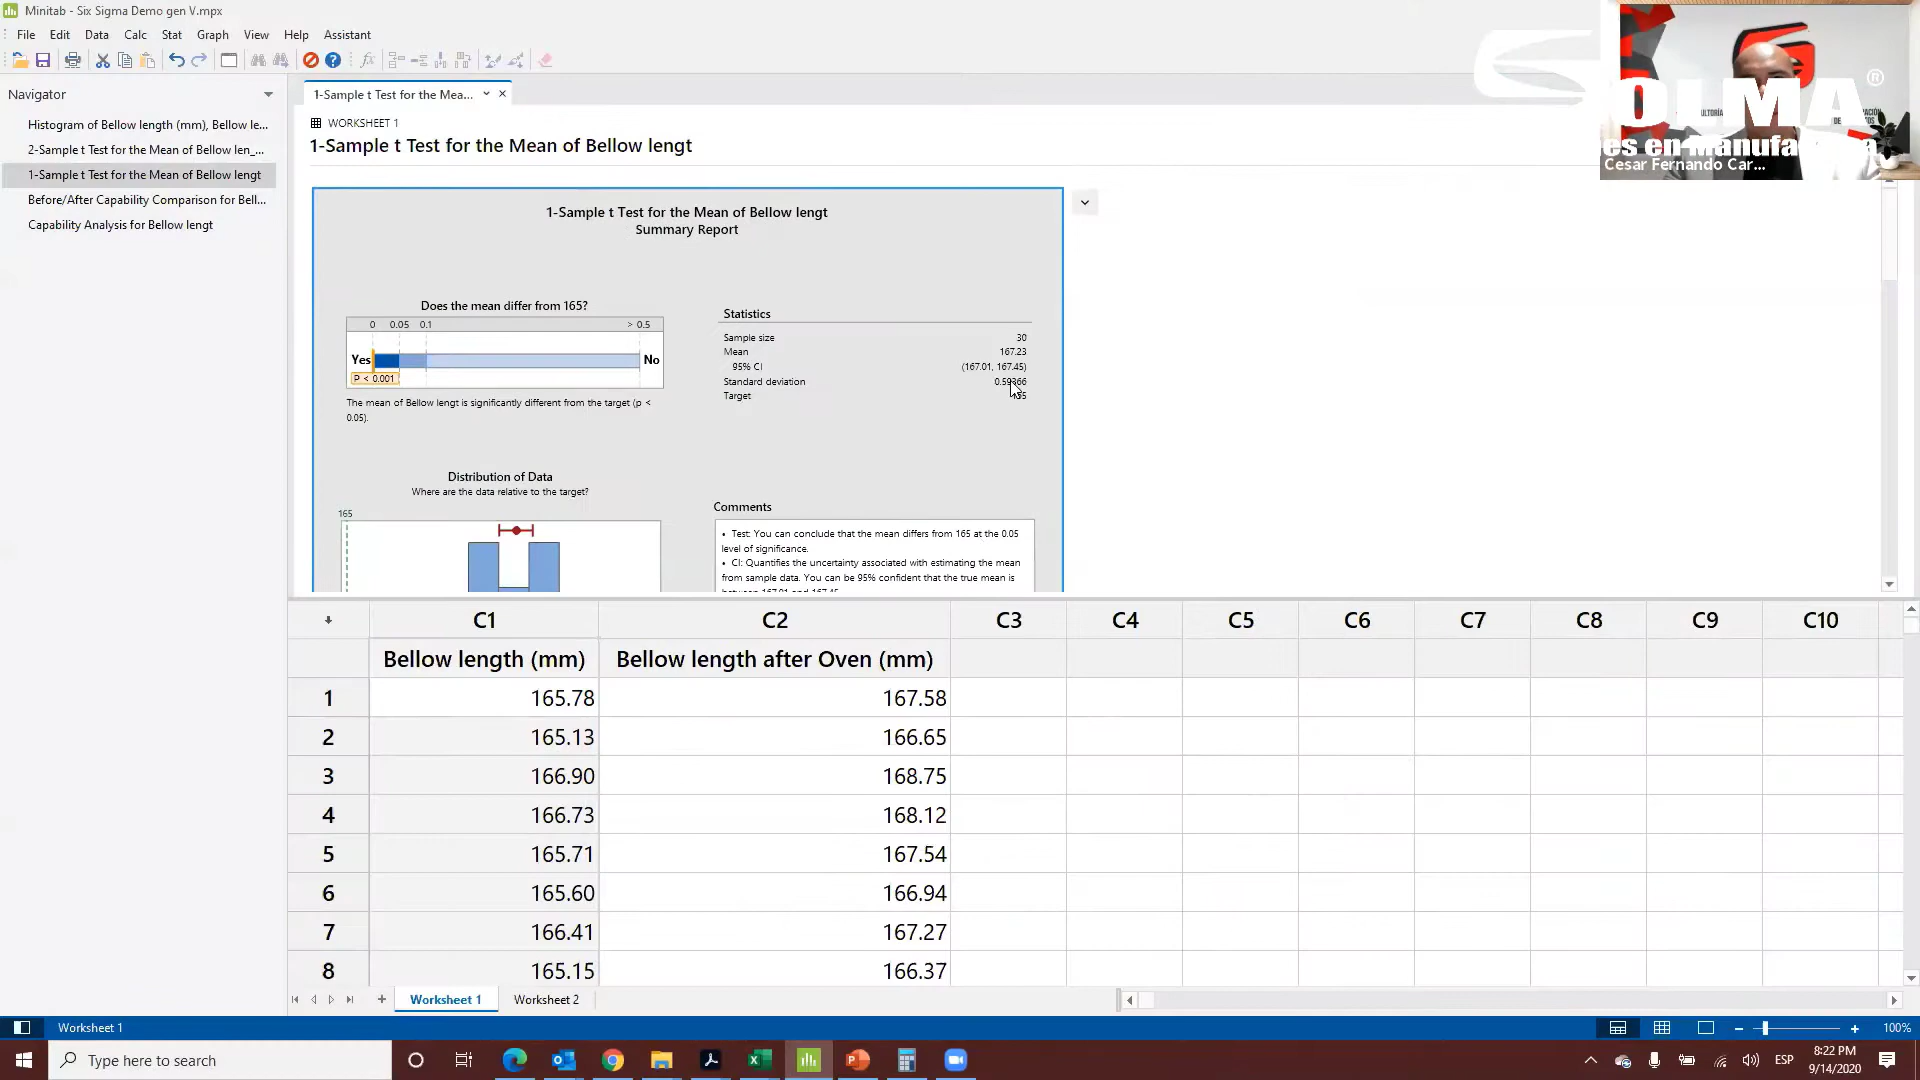 Minitab - Six Sigma Demo gen V.mpx
File Edit Data Calc Stat Graph View Help Assistant
Navigator
Histogram of Bellow length (mm), Bellow le...
2-Sample t Test for the Mean of Bellow len_...
1-Sample t Test for the Mean of Bellow lengt
Before/After Capability Comparison for Bell...
Capability Analysis for Bellow lengt
1-Sample t Test for the Mea...
WORKSHEET 1
1-Sample t Test for the Mean of Bellow lengt
1-Sample t Test for the Mean of Bellow lengt
Summary Report
Does the mean differ from 165?
0 0.05 0.1 > 0.5
Yes No
P < 0.001
The mean of Bellow lengt is significantly different from the target (p <
0.05).
Statistics
Sample size 30
Mean 167.23
95% CI (167.01, 167.45)
Standard deviation
Target
Distribution of Data
Where are the data relative to the target?
165
Comments
• Test: You can conclude that the mean differs from 165 at the 0.05
level of significance.
• CI: Quantifies the uncertainty associated with estimating the mean
from sample data. You can be 95% confident that the true mean is
OLMA ®
es en Manufa
Cesar Fernando Car...
C1 C2 C3 C4 C5 C6 C7 C8 C9 C10
Bellow length (mm) Bellow length after Oven (mm)
1 165.78 167.58
2 165.13 166.65
3 166.90 168.75
4 166.73 168.12
5 165.71 167.54
6 165.60 166.94
7 166.41 167.27
8 165.15 166.37
Worksheet 1 Worksheet 2
Worksheet 1
100%
Type here to search
ESP
8:22 PM
9/14/2020